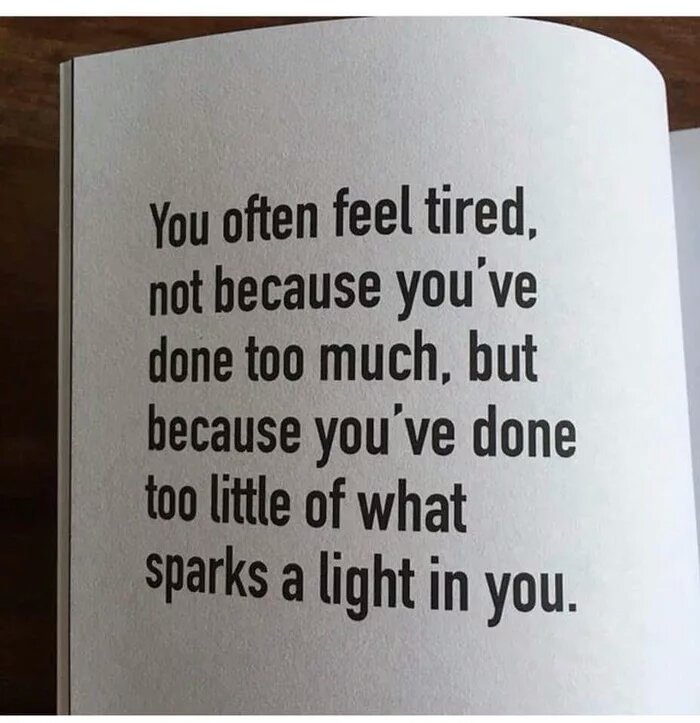 You often feel tired,
not because you've
done too much, but
because you've done
too little of what
sparks a light in you.